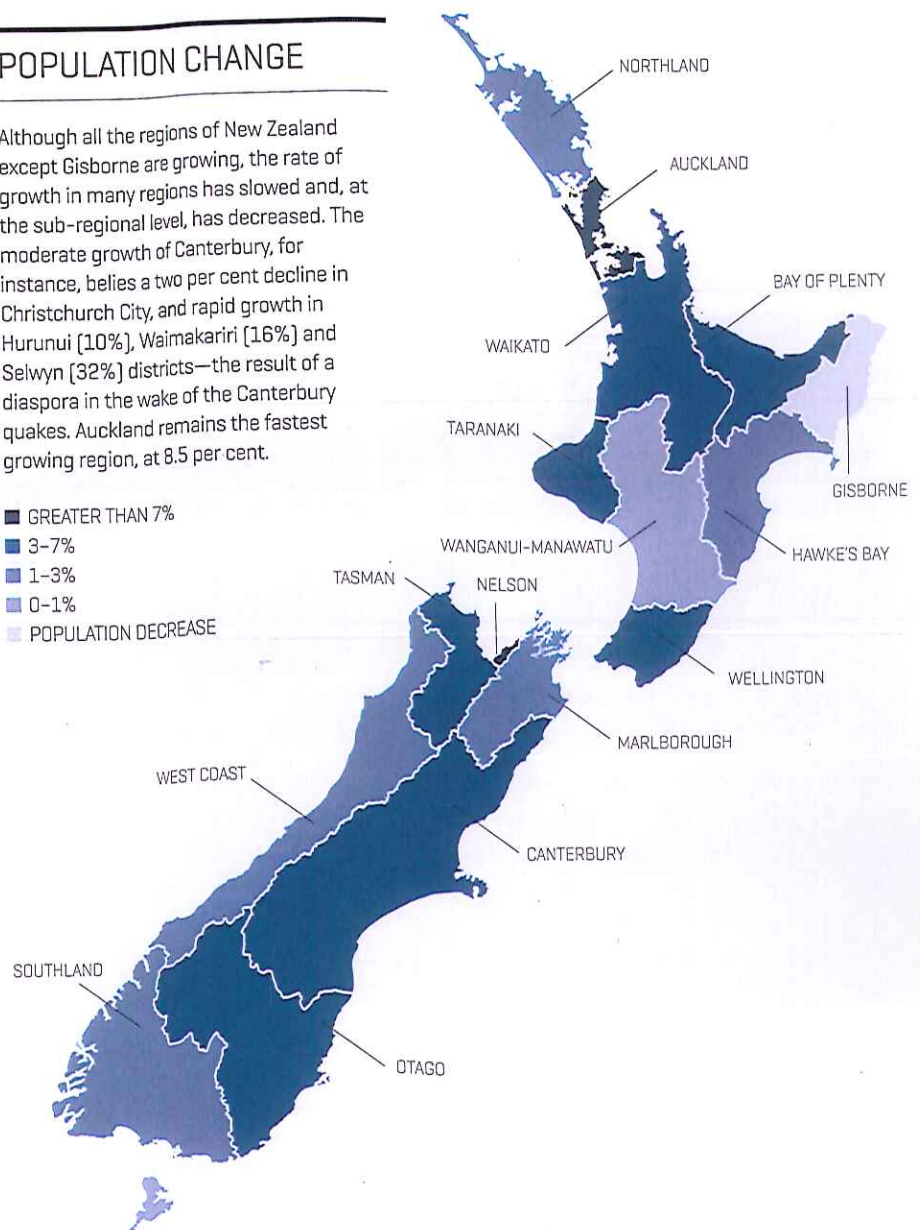 POPULATION CHANGE
Although all the regions of New Zealand
except Gisborne are growing, the rate of
growth in many regions has slowed and, at
the sub-regional level, has decreased. The
moderate growth of Canterbury, for
instance, belies a two per cent decline in
Christchurch City, and rapid growth in
Hurunui (10%), Waimakariri (16%) and
Selwyn (32%) districts—the result of a
diaspora in the wake of the Canterbury
quakes. Auckland remains the fastest
growing region, at 8.5 per cent.
GREATER THAN 7%
3–7%
1–3%
0–1%
POPULATION DECREASE
NORTHLAND
AUCKLAND
BAY OF PLENTY
WAIKATO
TARANAKI
GISBORNE
WANGANUI-MANAWATU
HAWKE'S BAY
TASMAN
NELSON
WELLINGTON
MARLBOROUGH
WEST COAST
CANTERBURY
SOUTHLAND
OTAGO